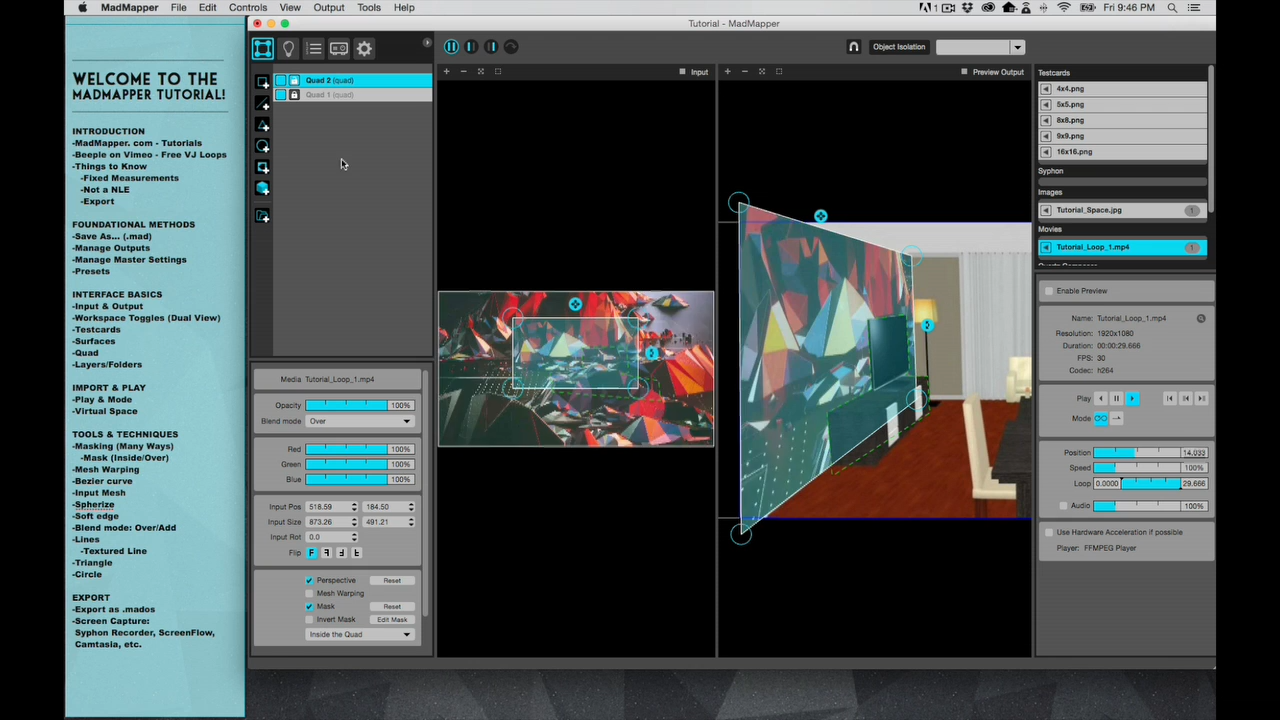 MadMapper File Edit Controls View Output Tools Help
1
Fri 9:46 PM
Tutorial - MadMapper
WELCOME TO THE
MADMAPPER TUTORIAL!
INTRODUCTION
-MadMapper. com - Tutorials
-Beeple on Vimeo - Free VJ Loops
-Things to Know
-Fixed Measurements
-Not a NLE
-Export
FOUNDATIONAL METHODS
-Save As... (.mad)
-Manage Outputs
-Manage Master Settings
-Presets
INTERFACE BASICS
-Input & Output
-Workspace Toggles (Dual View)
-Testcards
-Surfaces
-Quad
-Layers/Folders
IMPORT & PLAY
-Play & Mode
-Virtual Space
TOOLS & TECHNIQUES
-Masking (Many Ways)
-Mask (Inside/Over)
-Mesh Warping
-Bezier curve
-Input Mesh
-Spherize
-Soft edge
-Blend mode: Over/Add
-Lines
-Textured Line
-Triangle
-Circle
EXPORT
-Export as .mados
-Screen Capture:
Syphon Recorder, ScreenFlow,
Camtasia, etc.
Quad 2 (quad)
Quad 1 (quad)
Media Tutorial_Loop_1.mp4
Opacity 100%
Blend mode Over
Red 100%
Green 100%
Blue 100%
Input Pos 518.59 184.50
Input Size 873.26 491.21
Input Rot 0.0
Flip F F F F
Perspective Reset
Mesh Warping
Mask Reset
Invert Mask Edit Mask
Inside the Quad
Input
Object Isolation
Preview Output
Testcards
4x4.png
5x5.png
8x8.png
9x9.png
16x16.png
Syphon
Images
Tutorial_Space.jpg 1
Movies
Tutorial_Loop_1.mp4 1
Enable Preview
Name: Tutorial_Loop_1.mp4
Resolution: 1920x1080
Duration: 00:00:29.666
FPS: 30
Codec: h264
Play
Mode
Position 14.033
Speed 100%
Loop 0.0000 29.666
Audio 100%
Use Hardware Acceleration if possible
Player: FFMPEG Player